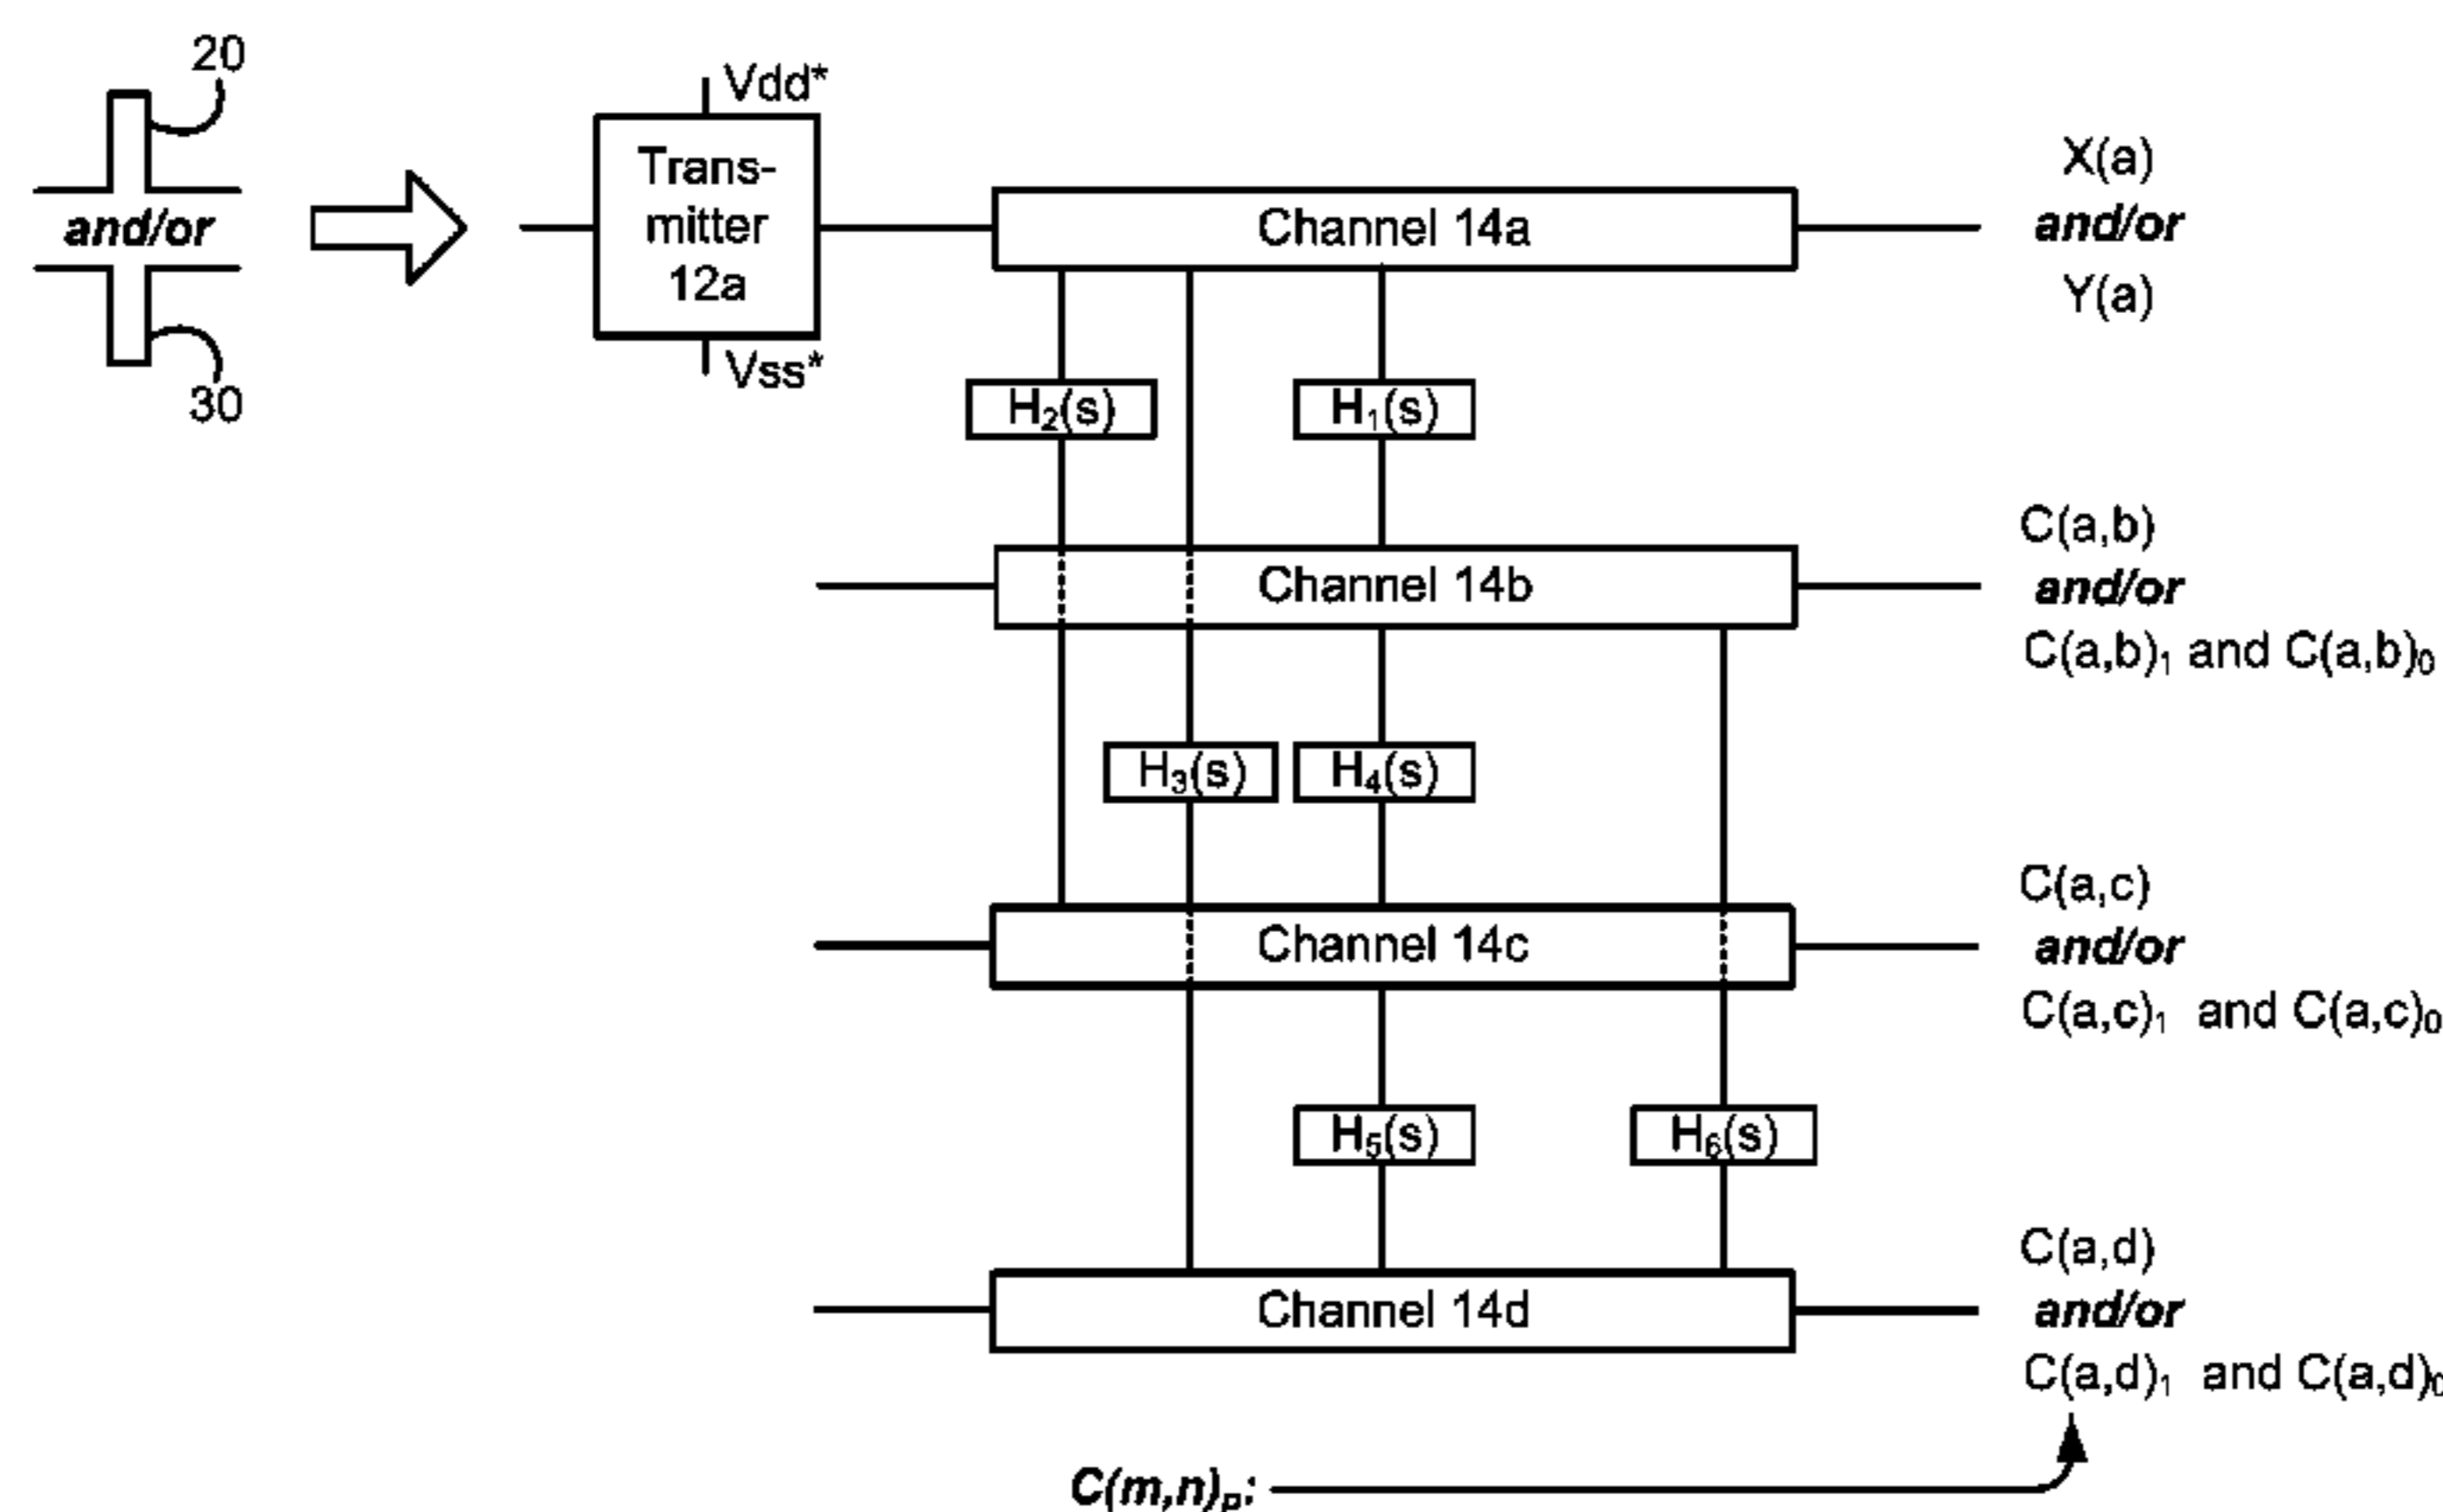 20
and/or
30
Vdd*
Trans-
mitter
12a
Vss*
Channel 14a
X(a)
and/or
Y(a)
H₂(s)
H₁(s)
Channel 14b
C(a,b)
and/or
C(a,b)₁ and C(a,b)₀
H₃(s)
H₄(s)
Channel 14c
C(a,c)
and/or
C(a,c)₁ and C(a,c)₀
H₅(s)
H₆(s)
Channel 14d
C(a,d)
and/or
C(a,d)₁ and C(a,d)₀
C(m,n)ₚ: